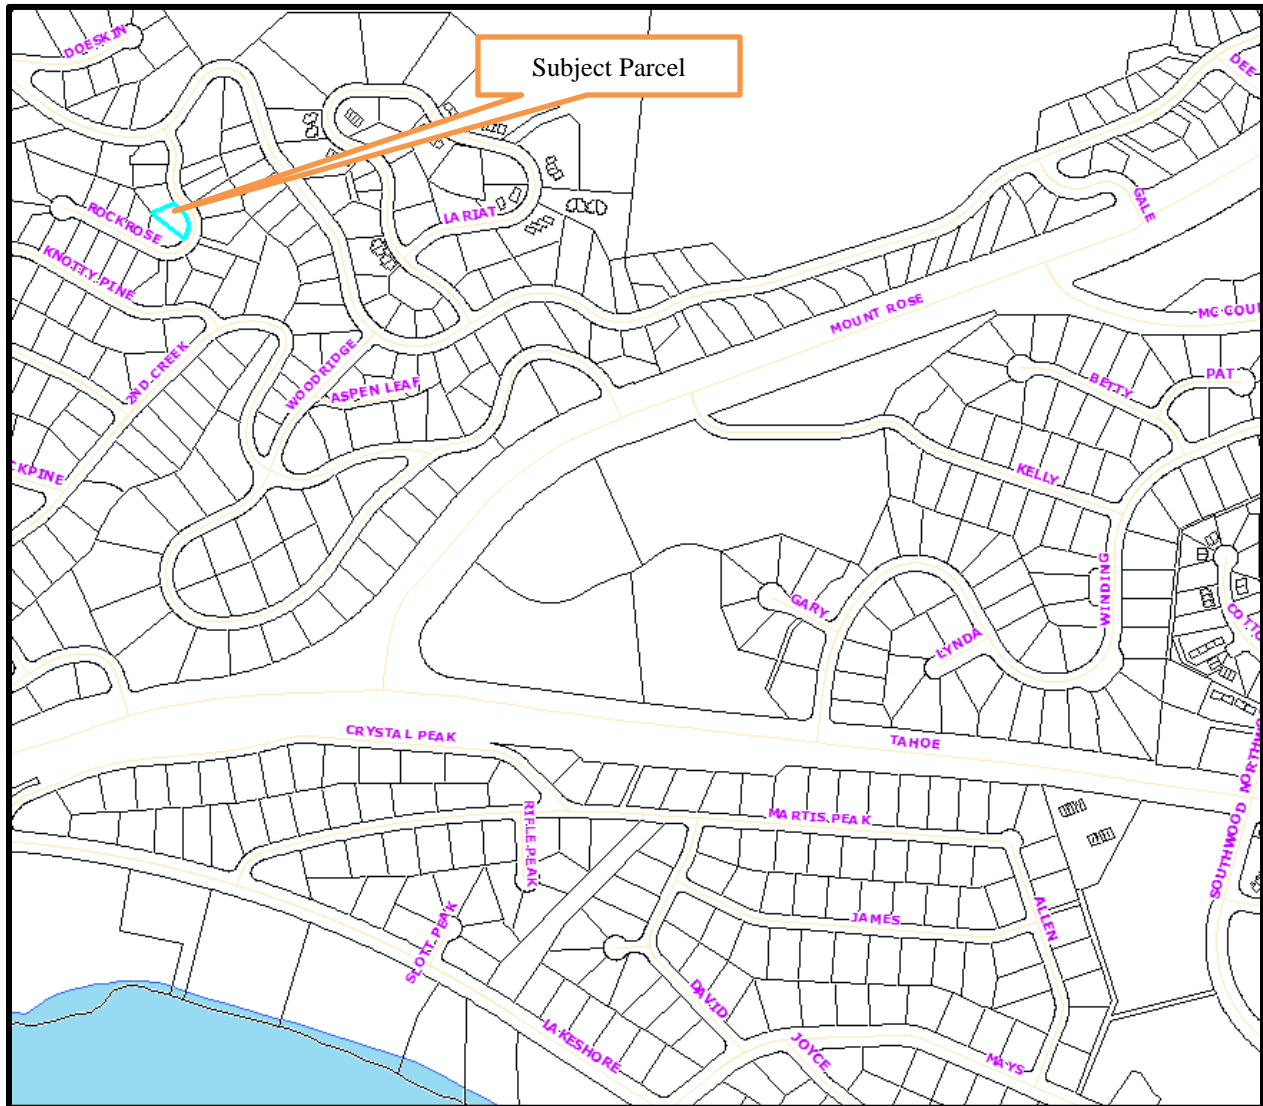 DOESKIN
Subject Parcel
DEE
ROCKROSE
LARIAT
GALE
KNOTTY PINE
MOUNT ROSE
MC COU
2ND CREEK
WOODRIDGE
ASPEN LEAF
BETTY
PAT
CKPINE
KELLY
WINDING
GARY
LYNDA
COTTO
CRYSTAL PEAK
TAHOE
NORTHWO
RIFLE PEAK
MARTIS PEAK
SOUTHWOOD
SLOTT PEAK
JAMES
ALLEN
DAVID
LAKESHORE
JOYCE
MAYS